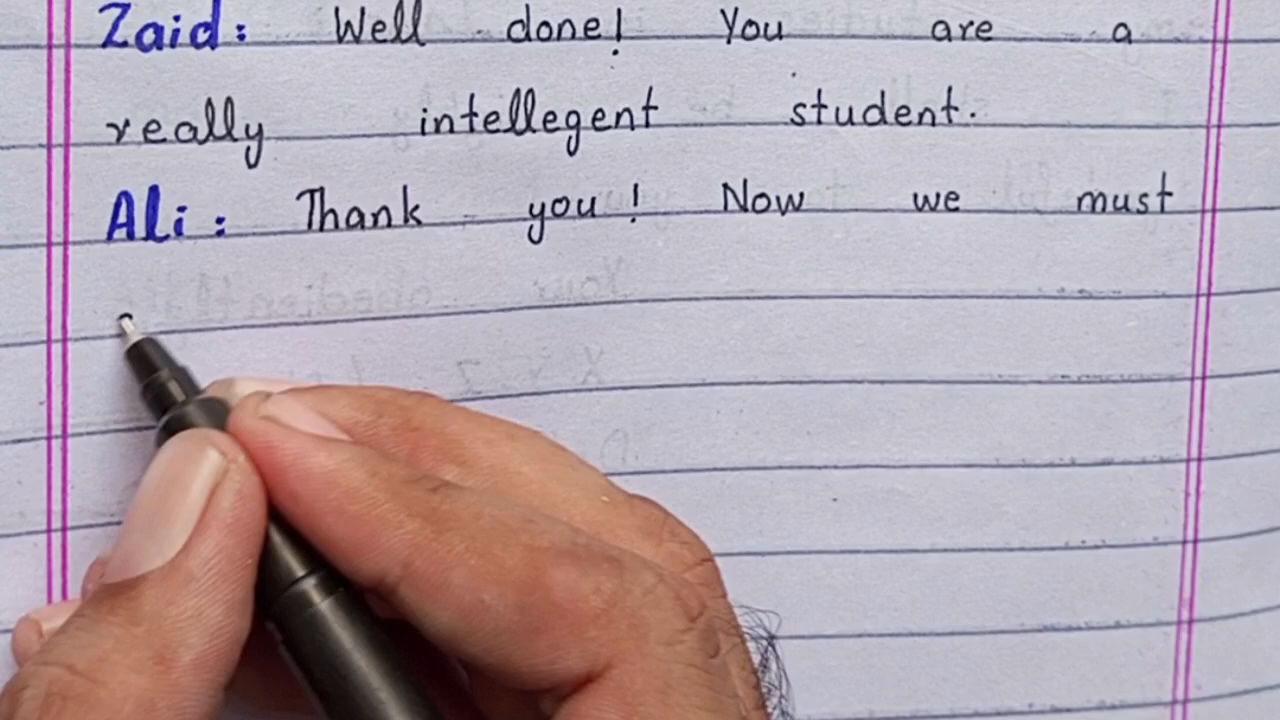 Zaid: Well done! You are a
really intellegent student.
Ali: Thank you! Now we must